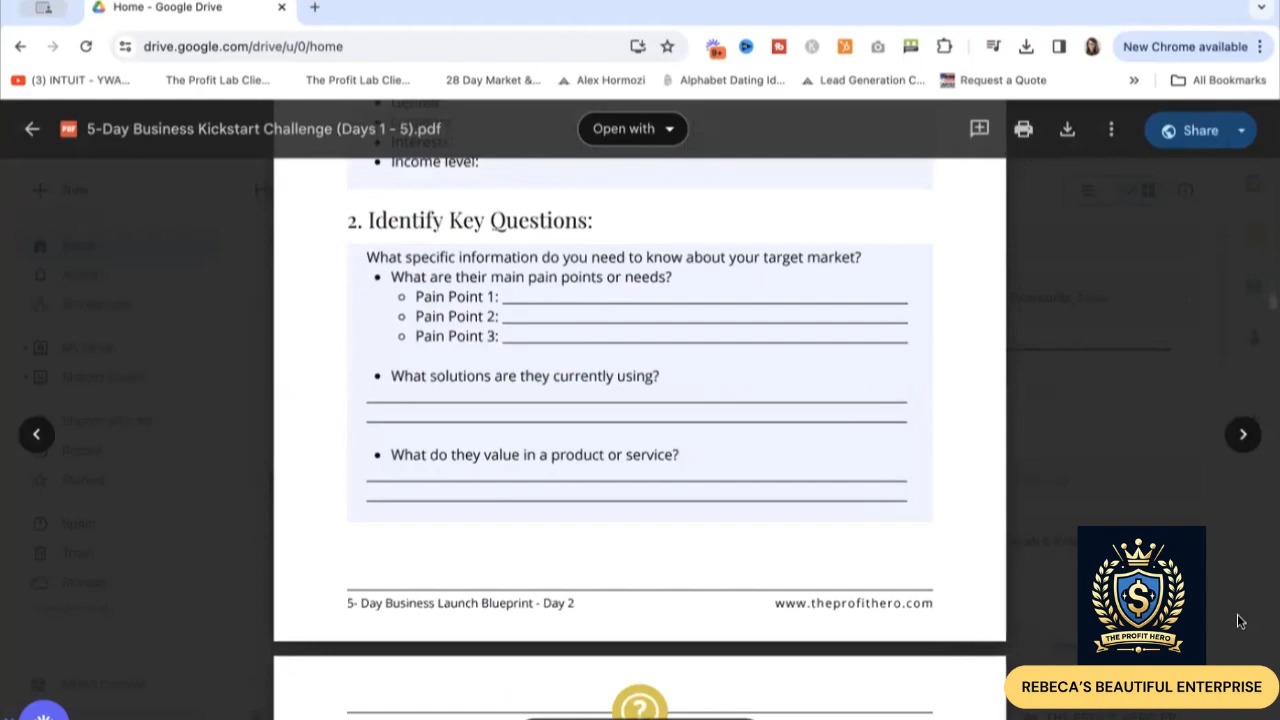 Home - Google Drive
drive.google.com/drive/u/0/home
9+
New Chrome available
(3) INTUIT - YWA...
The Profit Lab Clie...
The Profit Lab Clie...
28 Day Market &...
Alex Hormozi
Alphabet Dating Id...
Lead Generation C...
Request a Quote
All Bookmarks
PDF
5-Day Business Kickstart Challenge (Days 1 - 5).pdf
Open with
Share
• Interests:
• Income level:
2. Identify Key Questions:
What specific information do you need to know about your target market?
• What are their main pain points or needs?
Pain Point 1:
Pain Point 2:
Pain Point 3:
• What solutions are they currently using?
• What do they value in a product or service?
5- Day Business Launch Blueprint - Day 2
www.theprofithero.com
?
$
THE PROFIT HERO
REBECA'S BEAUTIFUL ENTERPRISE